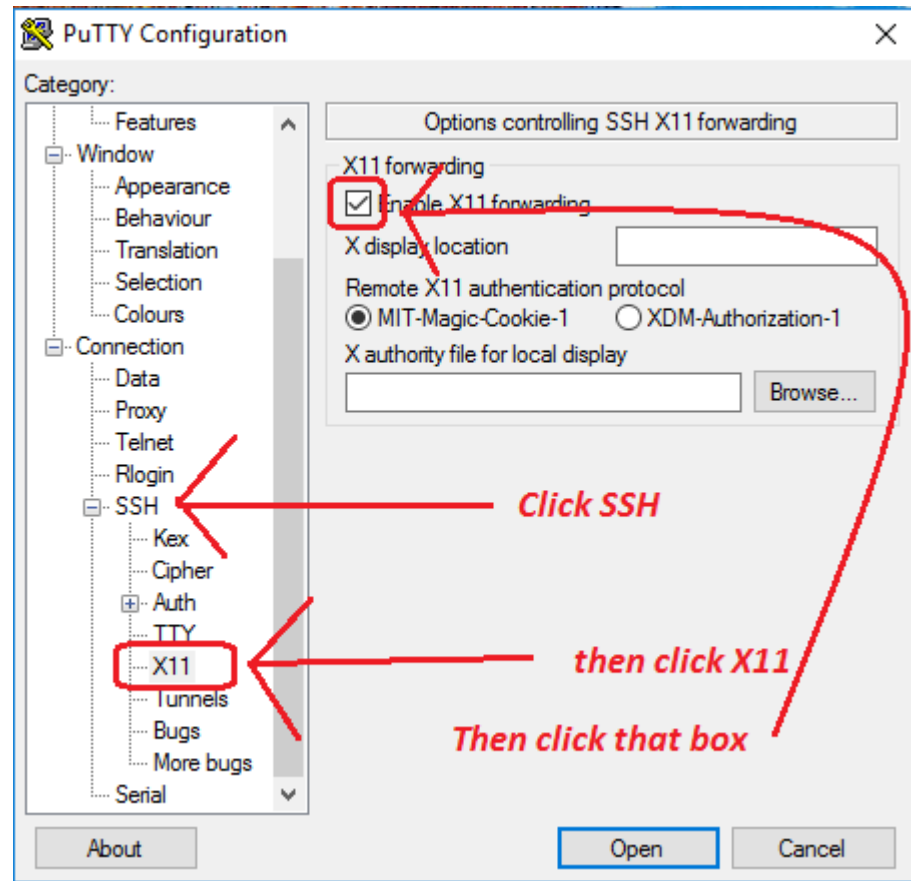 PuTTY Configuration
Category:
Features
Window
Appearance
Behaviour
Translation
Selection
Colours
Connection
Data
Proxy
Telnet
Rlogin
SSH
Kex
Cipher
Auth
TTY
X11
Tunnels
Bugs
More bugs
Serial
Options controlling SSH X11 forwarding
X11 forwarding
Enable X11 forwarding
X display location
Remote X11 authentication protocol
MIT-Magic-Cookie-1 XDM-Authorization-1
X authority file for local display
Browse...
Click SSH
then click X11
Then click that box
About Open Cancel